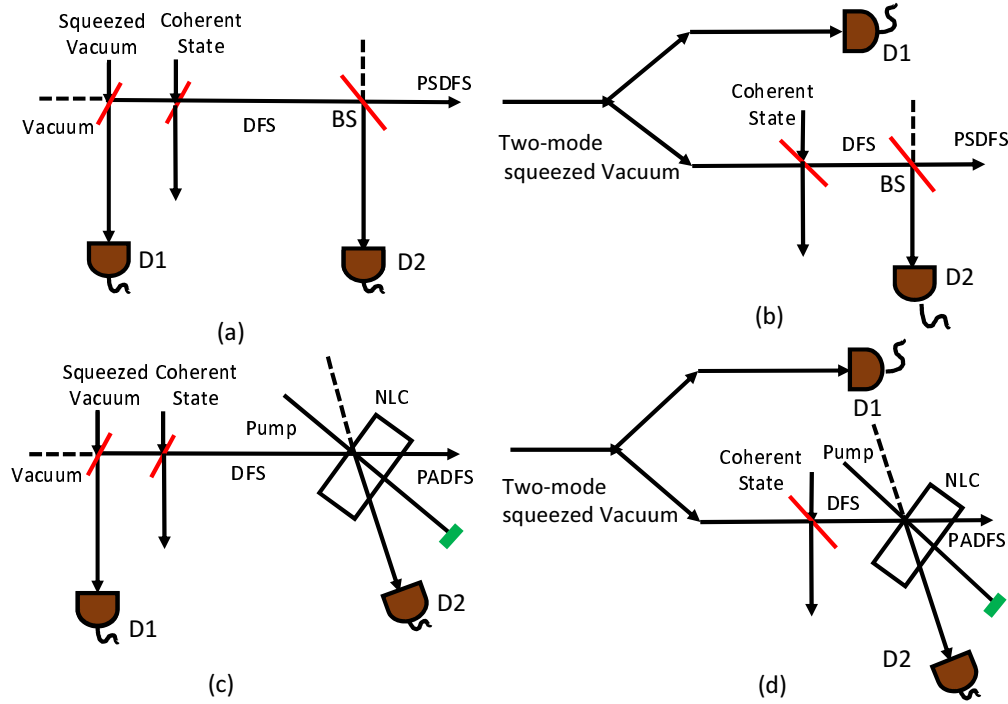 Squeezed
Vacuum
Coherent
State
Vacuum
DFS
BS
PSDFS
D1
D2
(a)
D1
Two-mode
squeezed Vacuum
Coherent
State
DFS
BS
PSDFS
D2
(b)
Squeezed
Vacuum
Coherent
State
Vacuum
DFS
Pump
NLC
PADFS
D1
D2
(c)
D1
Two-mode
squeezed Vacuum
Coherent
State
Pump
DFS
NLC
PADFS
D2
(d)